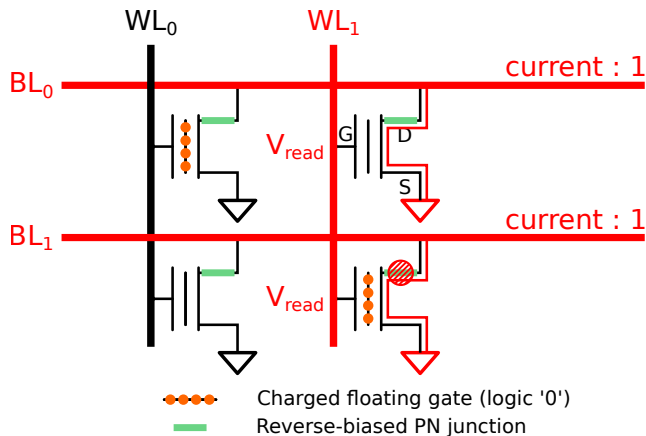 WL0 WL1
BL0 current : 1
G
Vread D
S
BL1 current : 1
Vread
Charged floating gate (logic '0')
Reverse-biased PN junction